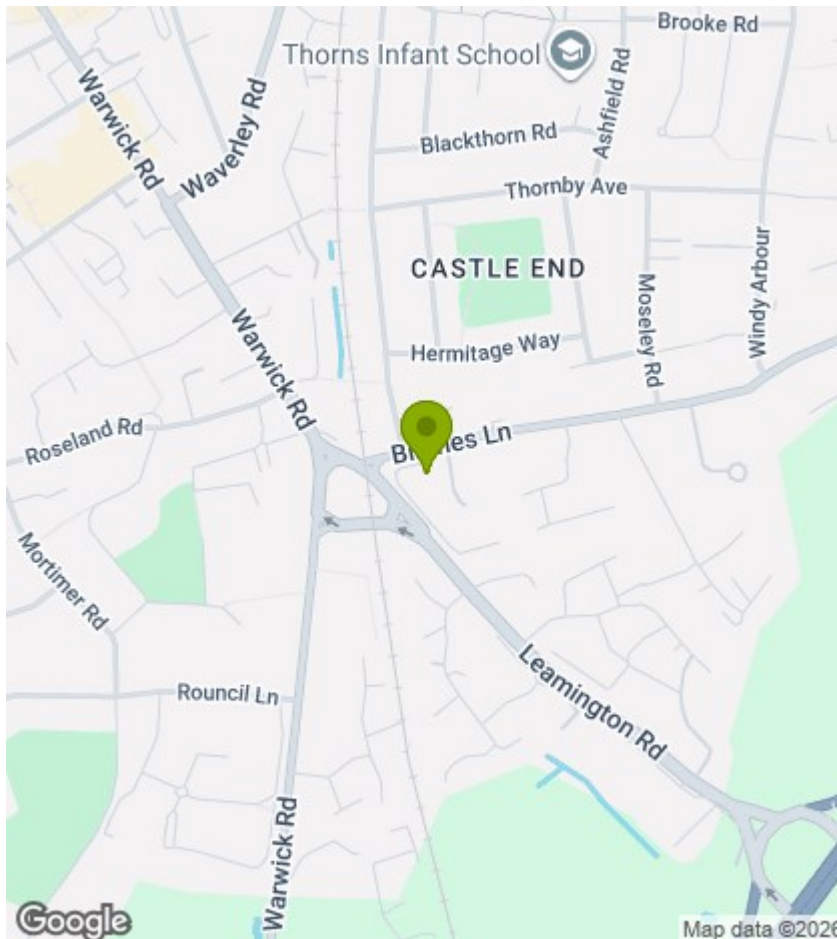 Brooke Rd
Thorns Infant School
Ashfield Rd
Warwick Rd
Waverley Rd
Blackthorn Rd
Thornby Ave
CASTLE END
Windy Arbour
Moseley Rd
Hermitage Way
Warwick Rd
Roseland Rd
Ln
Mortimer Rd
Rouncil Ln
Leamington Rd
Warwick Rd
Google
Map data ©2026